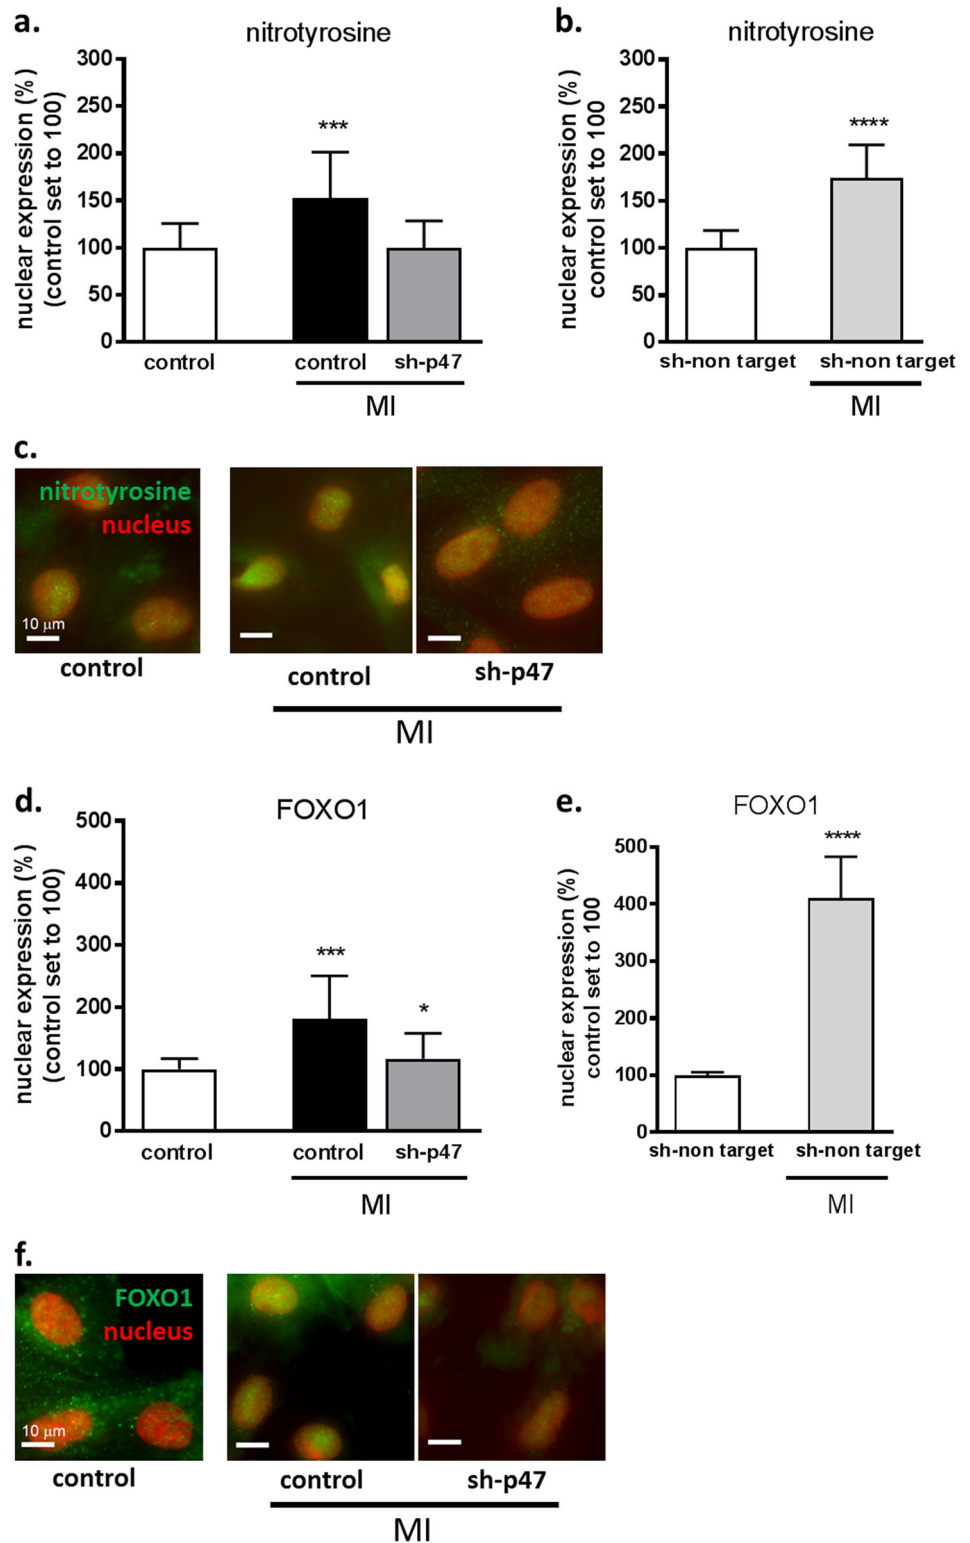 a.
nitrotyrosine
nuclear expression (%)
(control set to 100)
300
250
200
150
100
50
0
***
control
control
sh-p47
MI
b.
nitrotyrosine
nuclear expression (%)
control set to 100
300
250
200
150
100
50
0
****
sh-non target
sh-non target
MI
c.
nitrotyrosine
nucleus
10 μm
control
control
sh-p47
MI
d.
FOXO1
nuclear expression (%)
(control set to 100)
500
400
300
200
100
0
***
*
control
control
sh-p47
MI
e.
FOXO1
nuclear expression (%)
control set to 100
500
400
300
200
100
0
****
sh-non target
sh-non target
MI
f.
FOXO1
nucleus
10 μm
control
control
sh-p47
MI